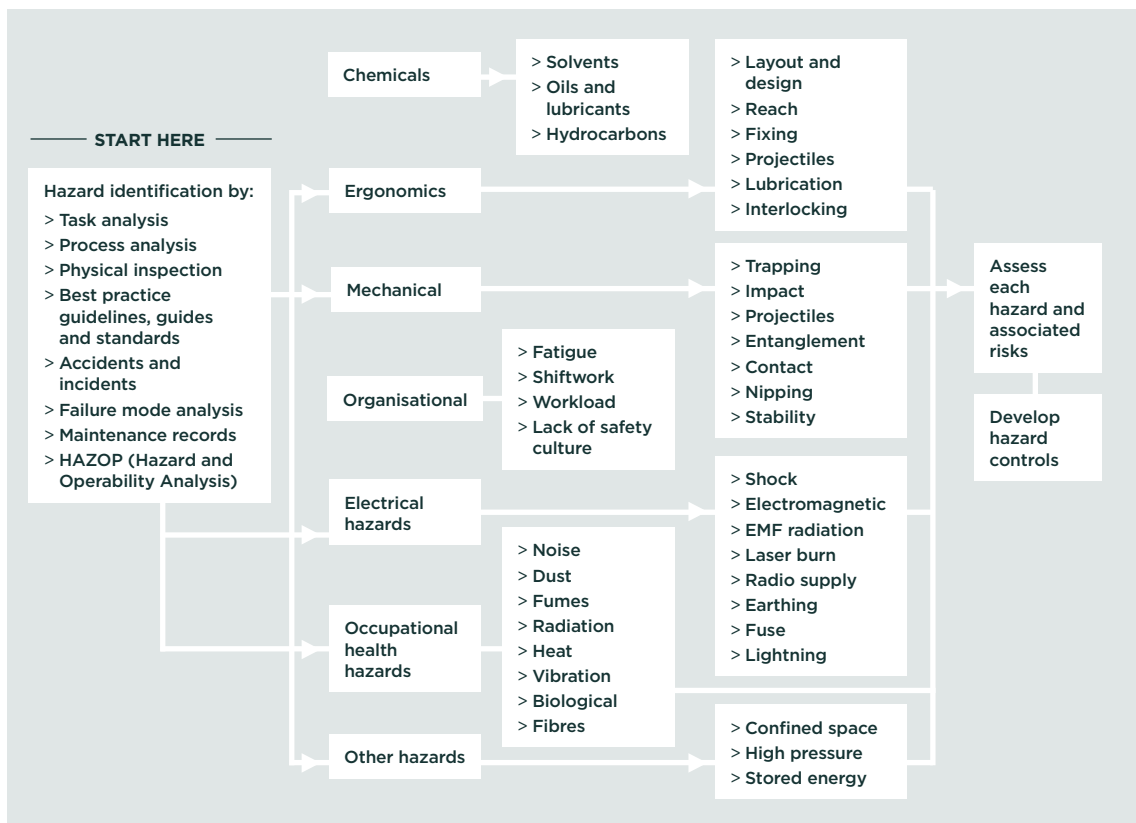 START HERE
Hazard identification by:
> Task analysis
> Process analysis
> Physical inspection
> Best practice
guidelines, guides
and standards
> Accidents and
incidents
> Failure mode analysis
> Maintenance records
> HAZOP (Hazard and
Operability Analysis)
Chemicals
> Solvents
> Oils and
lubricants
> Hydrocarbons
Ergonomics
> Layout and
design
> Reach
> Fixing
> Projectiles
> Lubrication
> Interlocking
Mechanical
> Trapping
> Impact
> Projectiles
> Entanglement
> Contact
> Nipping
> Stability
Organisational
> Fatigue
> Shiftwork
> Workload
> Lack of safety
culture
Electrical
hazards
> Shock
> Electromagnetic
> EMF radiation
> Laser burn
> Radio supply
> Earthing
> Fuse
> Lightning
Occupational
health
hazards
> Noise
> Dust
> Fumes
> Radiation
> Heat
> Vibration
> Biological
> Fibres
Other hazards
> Confined space
> High pressure
> Stored energy
Assess
each
hazard and
associated
risks
Develop
hazard
controls